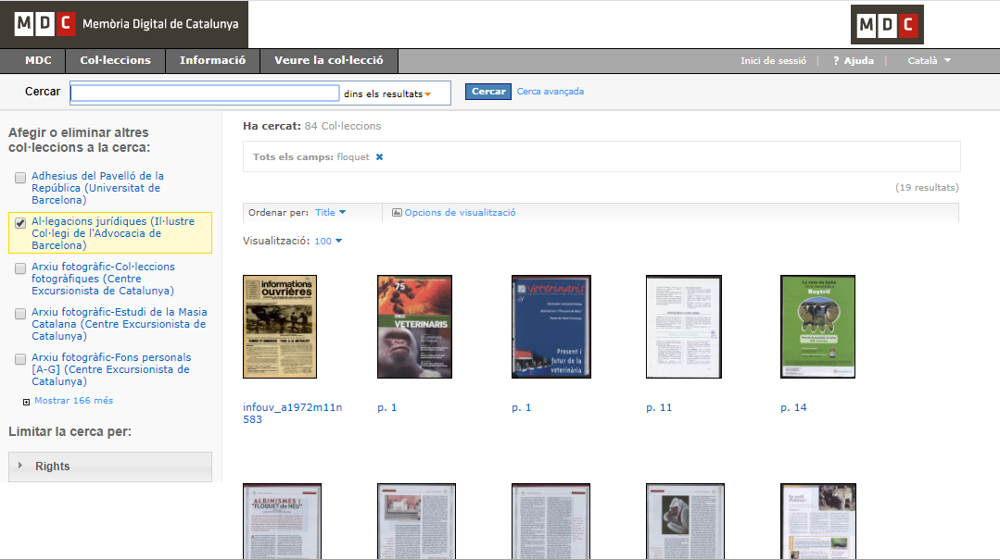 MDC Memòria Digital de Catalunya
MDC
MDC Col·leccions Informació Veure la col·lecció
Inici de sessió | ? Ajuda | Català
Cercar
dins els resultats
Cercar
Cerca avançada
Afegir o eliminar altres
col·leccions a la cerca:
Adhesius del Pavelló de la
República (Universitat de
Barcelona)
Al·legacions jurídiques (Il·lustre
Col·legi de l'Advocacia de
Barcelona)
Arxiu fotogràfic-Col·leccions
fotogràfiques (Centre
Excursionista de Catalunya)
Arxiu fotogràfic-Estudi de la Masia
Catalana (Centre Excursionista de
Catalunya)
Arxiu fotogràfic-Fons personals
[A-G] (Centre Excursionista de
Catalunya)
Mostrar 166 més
Limitar la cerca per:
Rights
Ha cercat: 84 Col·leccions
Tots els camps: floquet
(19 resultats)
Ordenar per: Title
Opcions de visualització
Visualització: 100
informations
ouvrières
75
VETERINARIS
Veterinaris
Present i
futur de la
veterinària
Baytril
infouv_a1972m11n
583
p. 1
p. 1
p. 11
p. 14
ALBINISMES I
"FLOQUET de NEU"